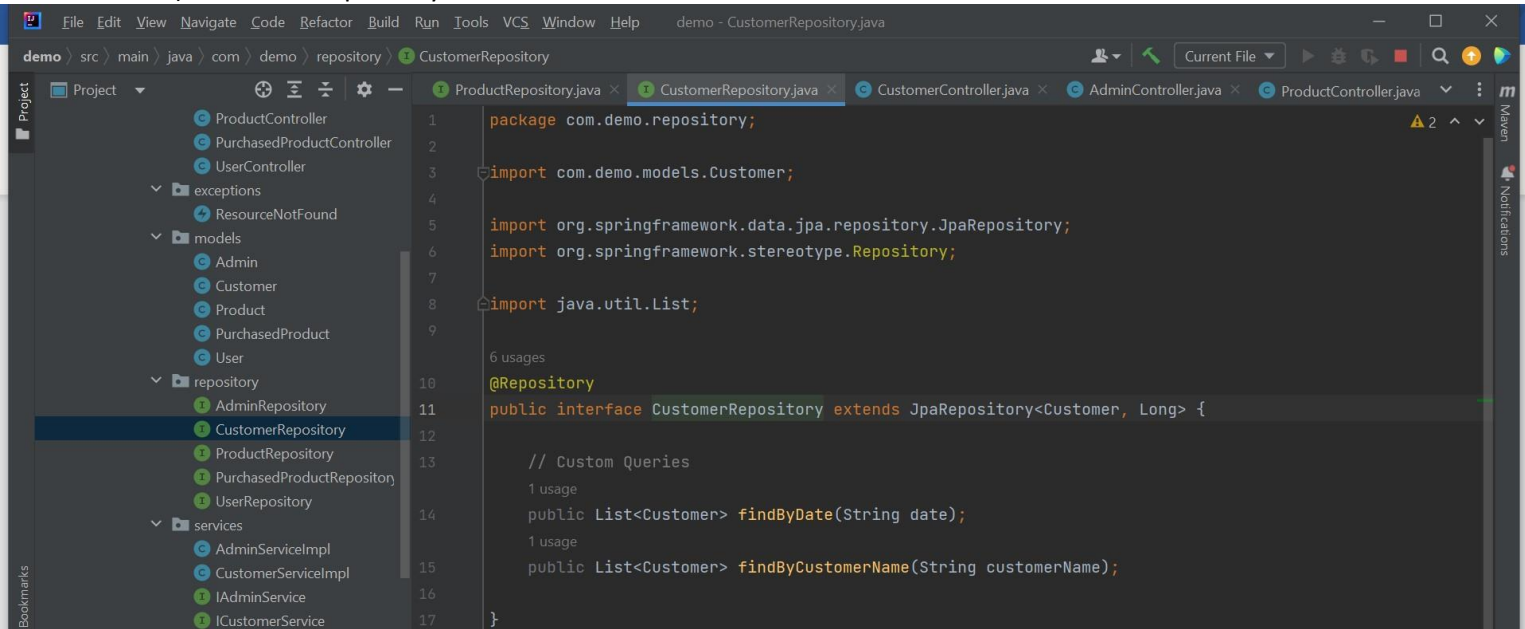 File Edit View Navigate Code Refactor Build Run Tools VCS Window Help demo - CustomerRepository.java
demo src main java com demo repository CustomerRepository
Current File
Project
Project
ProductRepository.java
CustomerRepository.java
CustomerController.java
AdminController.java
ProductController.java
m
Maven
Notifications
ProductController
PurchasedProductController
UserController
exceptions
ResourceNotFound
models
Admin
Customer
Product
PurchasedProduct
User
repository
AdminRepository
CustomerRepository
ProductRepository
PurchasedProductRepository
UserRepository
services
AdminServiceImpl
CustomerServiceImpl
IAdminService
ICustomerService
Bookmarks
2
1 package com.demo.repository;
2
3 import com.demo.models.Customer;
4
5 import org.springframework.data.jpa.repository.JpaRepository;
6 import org.springframework.stereotype.Repository;
7
8 import java.util.List;
9
6 usages
10 @Repository
11 public interface CustomerRepository extends JpaRepository<Customer, Long> {
12
13 // Custom Queries
1 usage
14 public List<Customer> findByDate(String date);
1 usage
15 public List<Customer> findByCustomerName(String customerName);
16
17 }